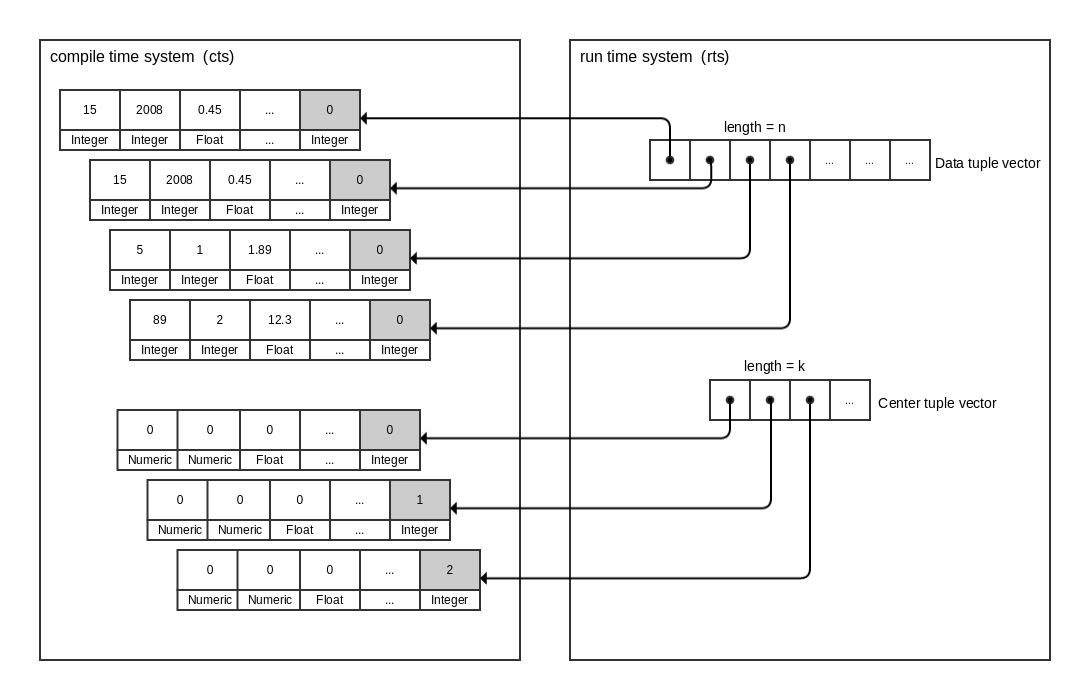 compile time system (cts)
15 2008 0.45 ... 0
Integer Integer Float ... Integer
15 2008 0.45 ... 0
Integer Integer Float ... Integer
5 1 1.89 ... 0
Integer Integer Float ... Integer
89 2 12.3 ... 0
Integer Integer Float ... Integer
0 0 0 ... 0
Numeric Numeric Float ... Integer
0 0 0 ... 1
Numeric Numeric Float ... Integer
0 0 0 ... 2
Numeric Numeric Float ... Integer
run time system (rts)
length = n
... ... ... Data tuple vector
length = k
... Center tuple vector